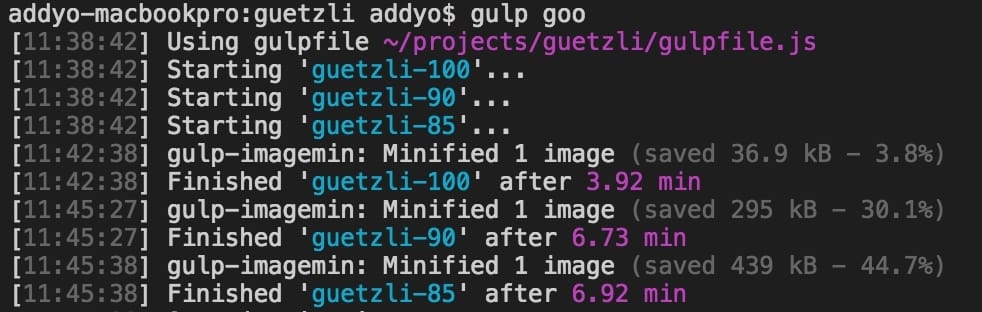 addyo-macbookpro:guetzli addyo$ gulp goo
[11:38:42] Using gulpfile ~/projects/guetzli/gulpfile.js
[11:38:42] Starting 'guetzli-100'...
[11:38:42] Starting 'guetzli-90'...
[11:38:42] Starting 'guetzli-85'...
[11:42:38] gulp-imagemin: Minified 1 image (saved 36.9 kB – 3.8%)
[11:42:38] Finished 'guetzli-100' after 3.92 min
[11:45:27] gulp-imagemin: Minified 1 image (saved 295 kB – 30.1%)
[11:45:27] Finished 'guetzli-90' after 6.73 min
[11:45:38] gulp-imagemin: Minified 1 image (saved 439 kB – 44.7%)
[11:45:38] Finished 'guetzli-85' after 6.92 min